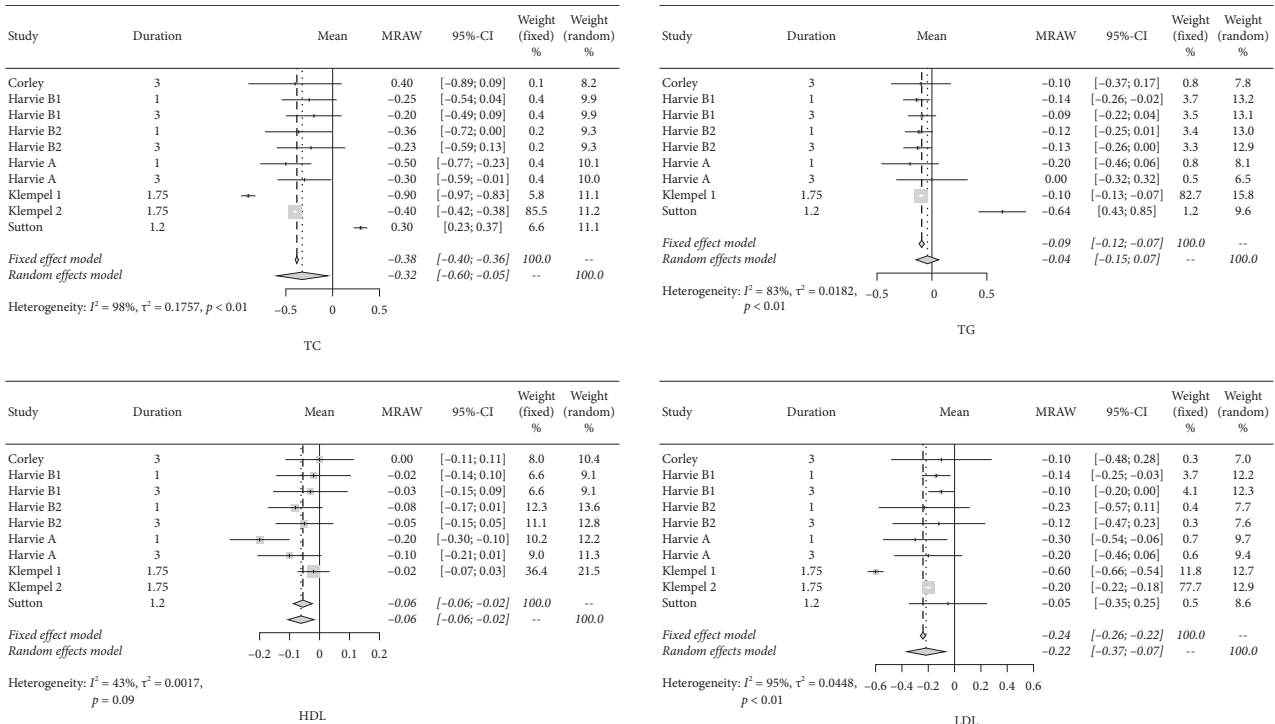 Study Duration Mean MRAW 95%-CI Weight (fixed) % Weight (random) %
Corley 3 0.40 [−0.89; 0.09] 0.1 8.2
Harvie B1 1 −0.25 [−0.54; 0.04] 0.4 9.9
Harvie B1 3 −0.20 [−0.49; 0.09] 0.4 9.9
Harvie B2 1 −0.36 [−0.72; 0.00] 0.2 9.3
Harvie B2 3 −0.23 [−0.59; 0.13] 0.2 9.3
Harvie A 1 −0.50 [−0.77; −0.23] 0.4 10.1
Harvie A 3 −0.30 [−0.59; −0.01] 0.4 10.0
Klempel 1 1.75 −0.90 [−0.97; −0.83] 5.8 11.1
Klempel 2 1.75 −0.40 [−0.42; −0.38] 85.5 11.2
Sutton 1.2 0.30 [0.23; 0.37] 6.6 11.1
Fixed effect model −0.38 [−0.40; −0.36] 100.0 --
Random effects model −0.32 [−0.60; −0.05] -- 100.0
Heterogeneity: I² = 98%, τ² = 0.1757, p < 0.01
−0.5 0 0.5
TC
Study Duration Mean MRAW 95%-CI Weight (fixed) % Weight (random) %
Corley 3 −0.10 [−0.37; 0.17] 0.8 7.8
Harvie B1 1 −0.14 [−0.26; −0.02] 3.7 13.2
Harvie B1 3 −0.09 [−0.22; 0.04] 3.5 13.1
Harvie B2 1 −0.12 [−0.25; 0.01] 3.4 13.0
Harvie B2 3 −0.13 [−0.26; 0.00] 3.3 12.9
Harvie A 1 −0.20 [−0.46; 0.06] 0.8 8.1
Harvie A 3 0.00 [−0.32; 0.32] 0.5 6.5
Klempel 1 1.75 −0.10 [−0.13; −0.07] 82.7 15.8
Sutton 1.2 −0.64 [0.43; 0.85] 1.2 9.6
Fixed effect model −0.09 [−0.12; −0.07] 100.0 --
Random effects model −0.04 [−0.15; 0.07] -- 100.0
Heterogeneity: I² = 83%, τ² = 0.0182,
p < 0.01
−0.5 0 0.5
TG
Study Duration Mean MRAW 95%-CI Weight (fixed) % Weight (random) %
Corley 3 0.00 [−0.11; 0.11] 8.0 10.4
Harvie B1 1 −0.02 [−0.14; 0.10] 6.6 9.1
Harvie B1 3 −0.03 [−0.15; 0.09] 6.6 9.1
Harvie B2 1 −0.08 [−0.17; 0.01] 12.3 13.6
Harvie B2 3 −0.05 [−0.15; 0.05] 11.1 12.8
Harvie A 1 −0.20 [−0.30; −0.10] 10.2 12.2
Harvie A 3 −0.10 [−0.21; 0.01] 9.0 11.3
Klempel 1 1.75 −0.02 [−0.07; 0.03] 36.4 21.5
Klempel 2 1.75
Sutton 1.2 −0.06 [−0.06; −0.02] 100.0 --
−0.06 [−0.06; −0.02] -- 100.0
Fixed effect model
Random effects model
−0.2 −0.1 0 0.1 0.2
Heterogeneity: I² = 43%, τ² = 0.0017,
p = 0.09
HDL
Study Duration Mean MRAW 95%-CI Weight (fixed) % Weight (random) %
Corley 3 −0.10 [−0.48; 0.28] 0.3 7.0
Harvie B1 1 −0.14 [−0.25; −0.03] 3.7 12.2
Harvie B1 3 −0.10 [−0.20; 0.00] 4.1 12.3
Harvie B2 1 −0.23 [−0.57; 0.11] 0.4 7.7
Harvie B2 3 −0.12 [−0.47; 0.23] 0.3 7.6
Harvie A 1 −0.30 [−0.54; −0.06] 0.7 9.7
Harvie A 3 −0.20 [−0.46; 0.06] 0.6 9.4
Klempel 1 1.75 −0.60 [−0.66; −0.54] 11.8 12.7
Klempel 2 1.75 −0.20 [−0.22; −0.18] 77.7 12.9
Sutton 1.2 −0.05 [−0.35; 0.25] 0.5 8.6
Fixed effect model −0.24 [−0.26; −0.22] 100.0 --
Random effects model −0.22 [−0.37; −0.07] -- 100.0
Heterogeneity: I² = 95%, τ² = 0.0448,
p < 0.01
−0.6 −0.4 −0.2 0 0.2 0.4 0.6
LDL